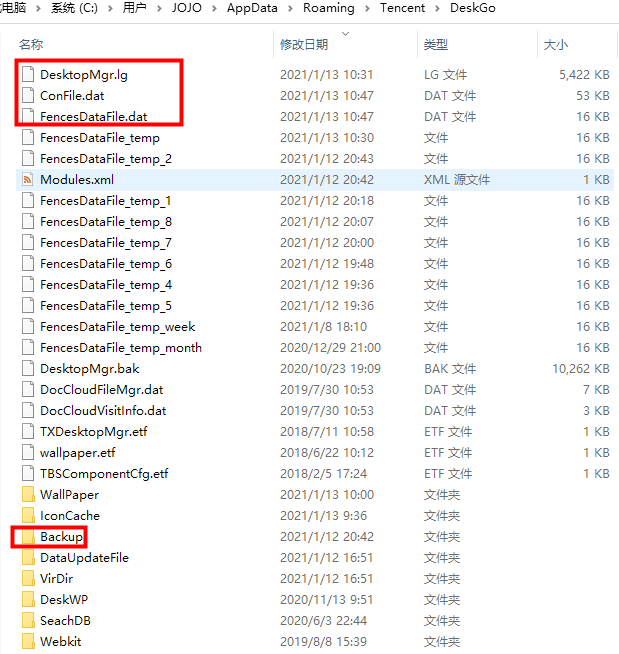 电脑 > 系统 (C:) > 用户 > JOJO > AppData > Roaming > Tencent > DeskGo
名称 修改日期 类型 大小
DesktopMgr.lg 2021/1/13 10:31 LG 文件 5,422 KB
ConFile.dat 2021/1/13 10:47 DAT 文件 53 KB
FencesDataFile.dat 2021/1/13 10:47 DAT 文件 16 KB
FencesDataFile_temp 2021/1/13 10:30 文件 16 KB
FencesDataFile_temp_2 2021/1/12 20:43 文件 16 KB
Modules.xml 2021/1/12 20:42 XML 源文件 1 KB
FencesDataFile_temp_1 2021/1/12 20:18 文件 16 KB
FencesDataFile_temp_8 2021/1/12 20:07 文件 16 KB
FencesDataFile_temp_7 2021/1/12 20:00 文件 16 KB
FencesDataFile_temp_6 2021/1/12 19:48 文件 16 KB
FencesDataFile_temp_4 2021/1/12 19:36 文件 16 KB
FencesDataFile_temp_5 2021/1/12 19:36 文件 16 KB
FencesDataFile_temp_week 2021/1/8 18:10 文件 16 KB
FencesDataFile_temp_month 2020/12/29 21:00 文件 16 KB
DesktopMgr.bak 2020/10/23 19:09 BAK 文件 10,262 KB
DocCloudFileMgr.dat 2019/7/30 10:53 DAT 文件 7 KB
DocCloudVisitInfo.dat 2019/7/30 10:53 DAT 文件 3 KB
TXDesktopMgr.etf 2018/7/11 10:58 ETF 文件 1 KB
wallpaper.etf 2018/6/22 10:12 ETF 文件 1 KB
TBSComponentCfg.etf 2018/2/5 17:24 ETF 文件 1 KB
WallPaper 2021/1/13 10:00 文件夹
IconCache 2021/1/13 9:36 文件夹
Backup 2021/1/12 20:42 文件夹
DataUpdateFile 2021/1/12 16:51 文件夹
VirDir 2021/1/12 16:51 文件夹
DeskWP 2020/11/13 9:51 文件夹
SeachDB 2020/6/3 22:44 文件夹
Webkit 2019/8/8 15:39 文件夹